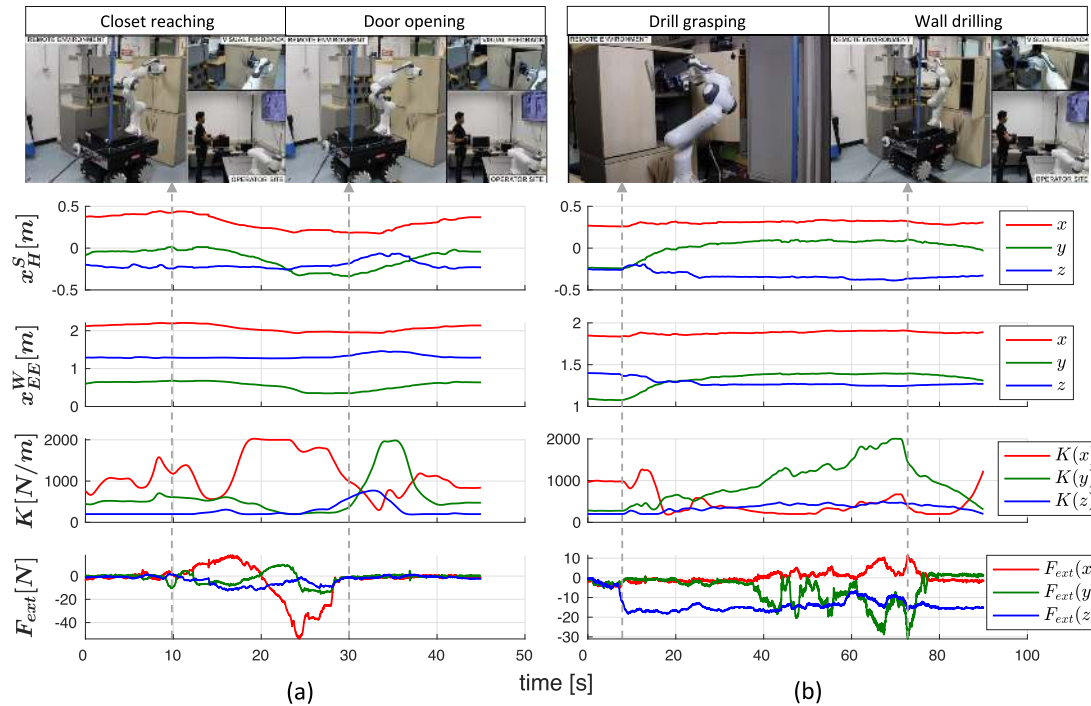 Closet reaching
Door opening
Drill grasping
Wall drilling
REMOTE ENVIRONMENT
VISUAL FEEDBACK
OPERATOR SITE
REMOTE ENVIRONMENT
VISUAL FEEDBACK
OPERATOR SITE
REMOTE ENVIRONMENT
REMOTE ENVIRONMENT
VISUAL FEEDBACK
OPERATOR SITE
x_H^S[m]
0.5
0
-0.5
0.5
0
-0.5
x
y
z
x_EE^W[m]
2
1
0
2
1.5
1
x
y
z
K[N/m]
2000
1000
0
2000
1000
0
K(x)
K(y)
K(z)
F_ext[N]
0
-20
-40
10
0
-10
-20
-30
F_ext(x
F_ext(y
F_ext(z
0 10 20 30 40 50
0 20 40 60 80 100
time [s]
(a)
(b)